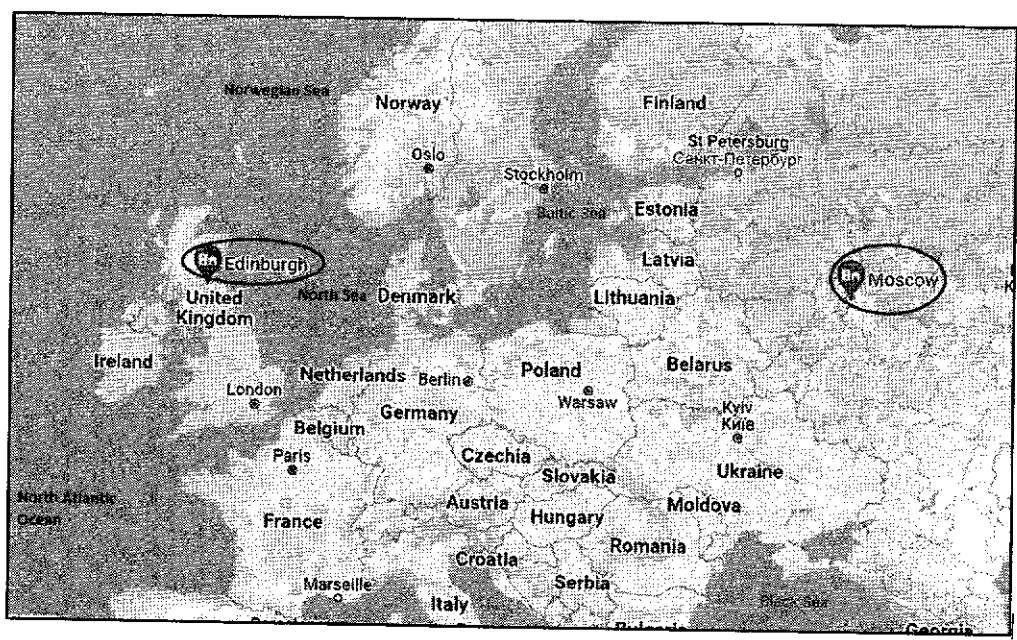 Norwegian Sea
Norway
Finland
St Petersburg
Санкт-Петербург
Oslo
Stockholm
Baltic Sea
Estonia
Edinburgh
Latvia
Moscow
United
Kingdom
North Sea
Denmark
Lithuania
Ireland
Netherlands
Berlin
Poland
Belarus
London
Warsaw
Germany
Belgium
Kyiv
Київ
Paris
Czechia
Slovakia
Ukraine
North Atlantic
Ocean
France
Austria
Hungary
Moldova
Romania
Croatia
Serbia
Marseille
Italy
Black Sea
Georgia